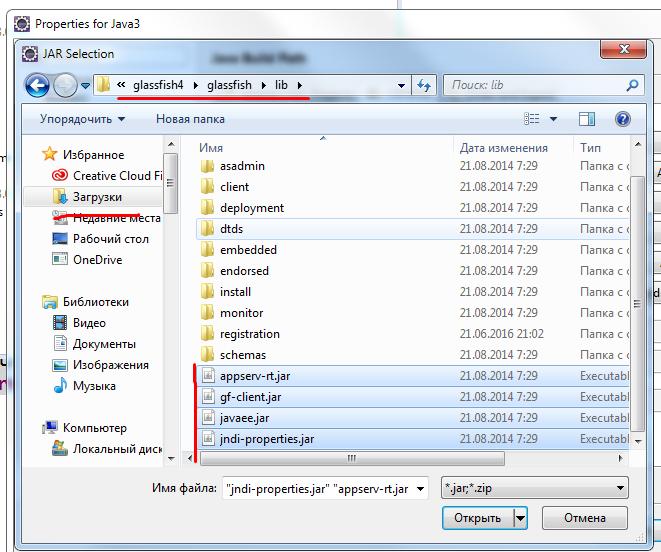 Properties for Java3
JAR Selection
« glassfish4 glassfish lib
Поиск: lib
Упорядочить
Новая папка
Имя
Дата изменения
Тип
Избранное
Creative Cloud Fi
Загрузки
Недавние места
Рабочий стол
OneDrive
Библиотеки
Видео
Документы
Изображения
Музыка
Компьютер
Локальный диск
asadmin 21.08.2014 7:29 Папка с
client 21.08.2014 7:29 Папка с
deployment 21.08.2014 7:29 Папка с
dtds 21.08.2014 7:29 Папка с
embedded 21.08.2014 7:29 Папка с
endorsed 21.08.2014 7:29 Папка с
install 21.08.2014 7:29 Папка с
monitor 21.08.2014 7:29 Папка с
registration 21.06.2016 21:02 Папка с
schemas 21.08.2014 7:29 Папка с
appserv-rt.jar 21.08.2014 7:29 Executabl
gf-client.jar 21.08.2014 7:29 Executabl
javaee.jar 21.08.2014 7:29 Executabl
jndi-properties.jar 21.08.2014 7:29 Executabl
Имя файла:
"jndi-properties.jar" "appserv-rt.jar
*.jar;*.zip
Открыть
Отмена